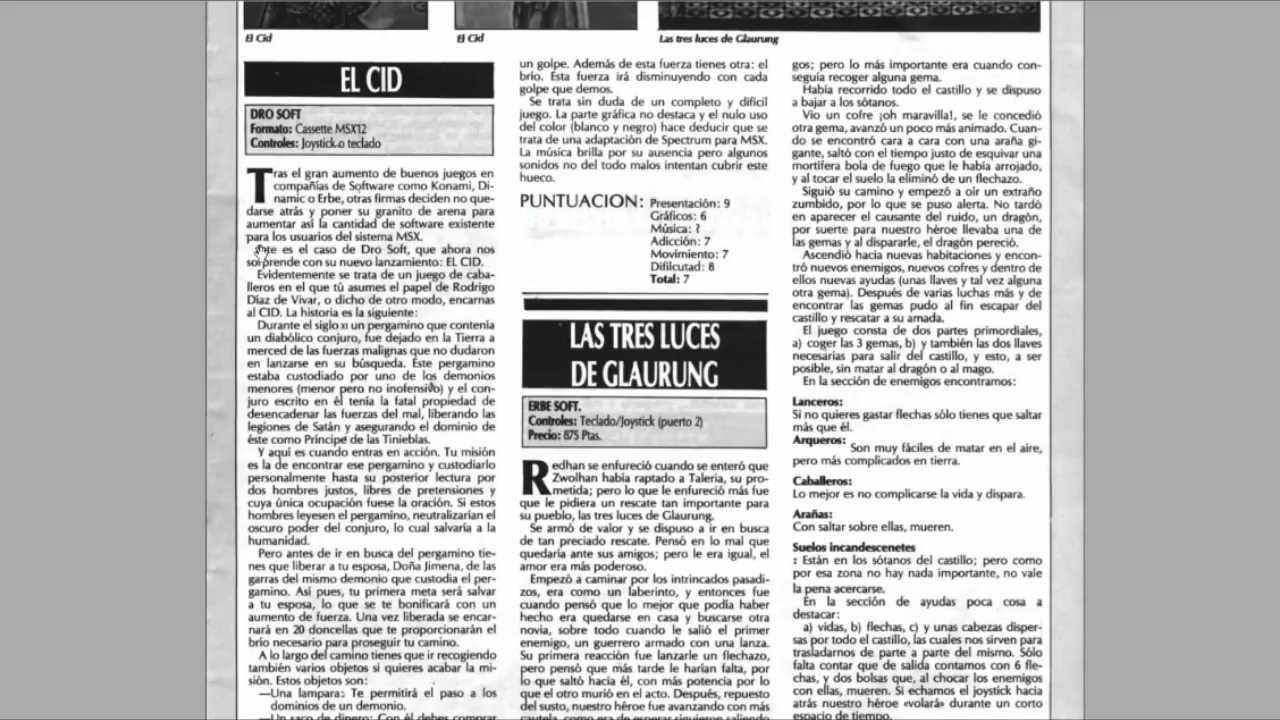 El Cid
El Cid
Las tres luces de Glaurung
EL CID
DRO SOFT
Formato: Cassette MSX12
Controles: Joystick o teclado
Tras el gran aumento de buenos juegos en
compañías de Software como Konami, Di-
namic o Erbe, otras firmas deciden no que-
darse atrás y poner su granito de arena para
aumentar así la cantidad de software existente
para los usuarios del sistema MSX.
Este es el caso de Dro Soft, que ahora nos
sorprende con su nuevo lanzamiento: EL CID.
Evidentemente se trata de un juego de caba-
lleros en el que tú asumes el papel de Rodrigo
Díaz de Vivar, o dicho de otro modo, encarnas
al CID. La historia es la siguiente:
Durante el siglo XI un pergamino que contenía
un diabólico conjuro, fue dejado en la Tierra a
merced de las fuerzas malignas que no dudaron
en lanzarse en su búsqueda. Este pergamino
estaba custodiado por uno de los demonios
menores (menor pero no inofensivo) y el con-
juro escrito en él tenía la fatal propiedad de
desencadenar las fuerzas del mal, liberando las
legiones de Satán y asegurando el dominio de
éste como Príncipe de las Tinieblas.
Y aquí es cuando entras en acción. Tu misión
es la de encontrar ese pergamino y custodiarlo
personalmente hasta su posterior lectura por
dos hombres justos, libres de pretensiones y
cuya única ocupación fuese la oración. Si estos
hombres leyesen el pergamino, neutralizarían el
oscuro poder del conjuro, lo cual salvaría a la
humanidad.
Pero antes de ir en busca del pergamino tie-
nes que liberar a tu esposa, Doña Jimena, de las
garras del mismo demonio que custodia el per-
gamino. Así pues, tu primera meta será salvar
a tu esposa, lo que se te bonificará con un
aumento de fuerza. Una vez liberada se encar-
nará en 20 doncellas que te proporcionarán el
brío necesario para proseguir tu camino.
A lo largo del camino tienes que ir recogiendo
también varios objetos si quieres acabar la mi-
sión. Estos objetos son:
—Una lampara: Te permitirá el paso a los
dominios de un demonio.
—Un saco de dinero: Con él debes comprar
un golpe. Además de esta fuerza tienes otra: el
brío. Esta fuerza irá disminuyendo con cada
golpe que demos.
Se trata sin duda de un completo y difícil
juego. La parte gráfica no destaca y el nulo uso
del color (blanco y negro) hace deducir que se
trata de una adaptación de Spectrum para MSX.
La música brilla por su ausencia pero algunos
sonidos no del todo malos intentan cubrir este
hueco.
PUNTUACION: Presentación: 9
Gráficos: 6
Música: ?
Adicción: 7
Movimiento: 7
Difilcutad: 8
Total: 7
LAS TRES LUCES
DE GLAURUNG
ERBE SOFT.
Controles: Teclado/Joystick (puerto 2)
Precio: 875 Ptas.
Redhan se enfureció cuando se enteró que
Zwolhan había raptado a Taleria, su pro-
metida; pero lo que le enfureció más fue
que le pidiera un rescate tan importante para
su pueblo, las tres luces de Glaurung.
Se armó de valor y se dispuso a ir en busca
de tan preciado rescate. Pensó en lo mal que
quedaría ante sus amigos; pero le era igual, el
amor era más poderoso.
Empezó a caminar por los intrincados pasadi-
zos, era como un laberinto, y entonces fue
cuando pensó que lo mejor que podía haber
hecho era quedarse en casa y buscarse otra
novia, sobre todo cuando le salió el primer
enemigo, un guerrero armado con una lanza.
Su primera reacción fue lanzarle un flechazo,
pero pensó que más tarde le harían falta, por
lo que saltó hacia él, con más potencia por lo
que el otro murió en el acto. Después, repuesto
del susto, nuestro héroe fue avanzando con más
cautela, como era de esperar siguieron saliendo
gos; pero lo más importante era cuando con-
seguía recoger alguna gema.
Había recorrido todo el castillo y se dispuso
a bajar a los sótanos.
Vio un cofre ¡oh maravilla!, se le concedió
otra gema, avanzó un poco más animado. Cuan-
do se encontró cara a cara con una araña gi-
gante, saltó con el tiempo justo de esquivar una
mortífera bola de fuego que le había arrojado,
y al tocar el suelo la eliminó de un flechazo.
Siguió su camino y empezó a oir un extraño
zumbido, por lo que se puso alerta. No tardó
en aparecer el causante del ruido, un dragón,
por suerte para nuestro héroe llevaba una de
las gemas y al dispararle, el dragón pereció.
Ascendió hacia nuevas habitaciones y encon-
tró nuevos enemigos, nuevos cofres y dentro de
ellos nuevas ayudas (unas llaves y tal vez alguna
otra gema). Después de varias luchas más y de
encontrar las gemas pudo al fin escapar del
castillo y rescatar a su amada.
El juego consta de dos partes primordiales,
a) coger las 3 gemas, b) y también las dos llaves
necesarias para salir del castillo, y esto, a ser
posible, sin matar al dragón o al mago.
En la sección de enemigos encontramos:
Lanceros:
Si no quieres gastar flechas sólo tienes que saltar
más que él.
Arqueros:
Son muy fáciles de matar en el aire,
pero más complicados en tierra.
Caballeros:
Lo mejor es no complicarse la vida y dispara.
Arañas:
Con saltar sobre ellas, mueren.
Suelos incandescenetes
: Están en los sótanos del castillo; pero como
por esa zona no hay nada importante, no vale
la pena acercarse.
En la sección de ayudas poca cosa a
destacar:
a) vidas, b) flechas, c) y unas cabezas disper-
sas por todo el castillo, las cuales nos sirven para
trasladarnos de parte a parte del mismo. Sólo
falta contar que de salida contamos con 6 fle-
chas, y dos bolsas que, al chocar los enemigos
con ellas, mueren. Si echamos el joystick hacia
atrás nuestro héroe «volará» durante un corto
espacio de tiempo.